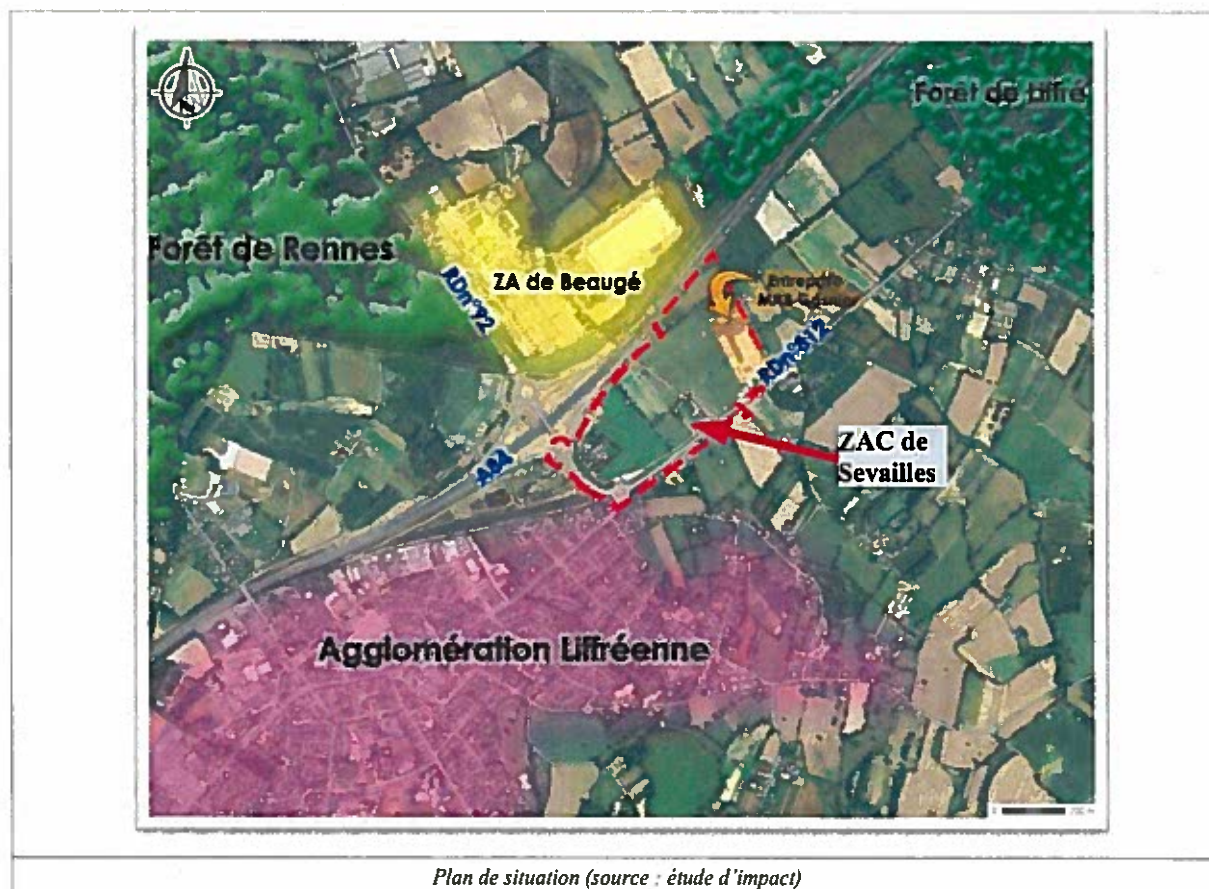 Forêt de Liffré
Forêt de Rennes
RDn°92
ZA de Beaugé
Entrepôts
RDn°812
A84
ZAC de
Sevailles
Agglomération Liffréenne
Plan de situation (source : étude d'impact)